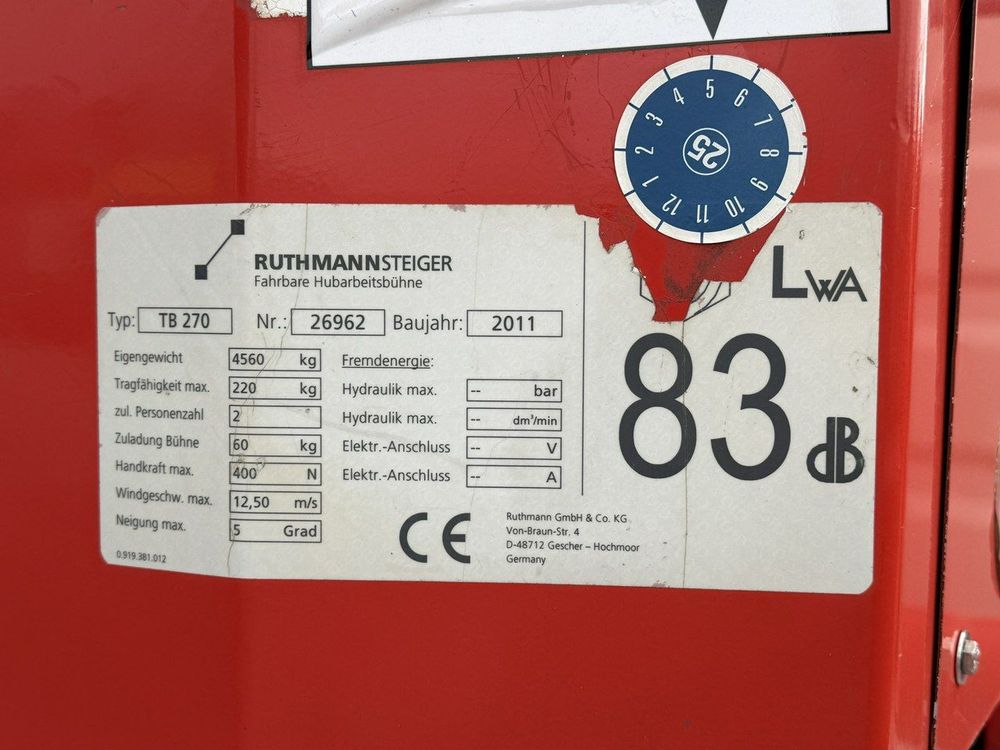 5
4 6
3 7
2 25 8
1 9
12 11 10
RUTHMANNSTEIGER
Fahrbare Hubarbeitsbühne
Typ: TB 270 Nr.: 26962 Baujahr: 2011
Eigengewicht 4560 kg Fremdenergie:
Tragfähigkeit max. 220 kg Hydraulik max. -- bar
zul. Personenzahl 2 Hydraulik max. -- dm³/min
Zuladung Bühne 60 kg Elektr.-Anschluss -- V
Handkraft max. 400 N Elektr.-Anschluss -- A
Windgeschw. max. 12,50 m/s
Neigung max. 5 Grad
0.919.381.012
CE
Ruthmann GmbH & Co. KG
Von-Braun-Str. 4
D-48712 Gescher – Hochmoor
Germany
LWA
83 dB